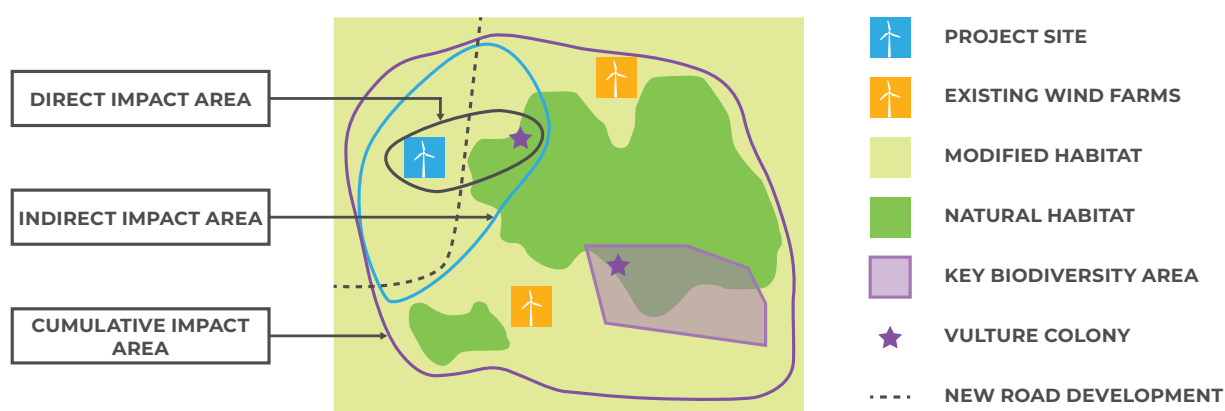 DIRECT IMPACT AREA
INDIRECT IMPACT AREA
CUMULATIVE IMPACT
AREA
PROJECT SITE
EXISTING WIND FARMS
MODIFIED HABITAT
NATURAL HABITAT
KEY BIODIVERSITY AREA
VULTURE COLONY
NEW ROAD DEVELOPMENT